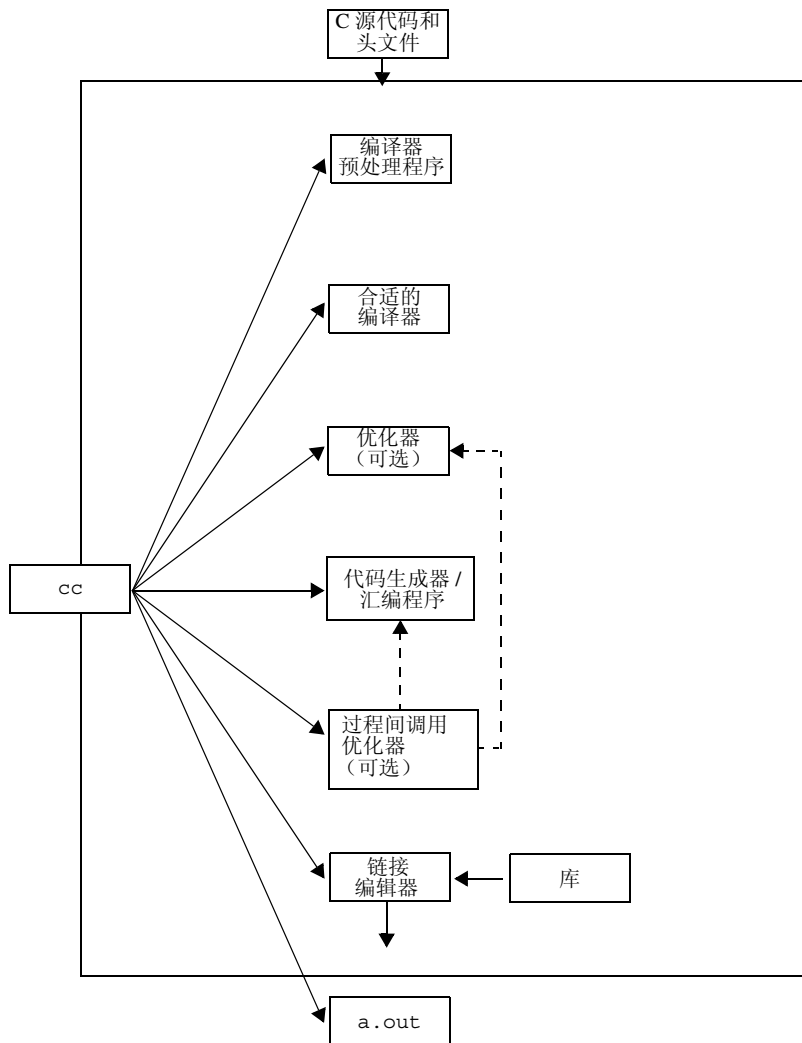 C 源代码和
头文件
编译器
预处理程序
合适的
编译器
优化器
（可选）
cc
代码生成器 /
汇编程序
过程间调用
优化器
（可选）
链接
编辑器
库
a.out